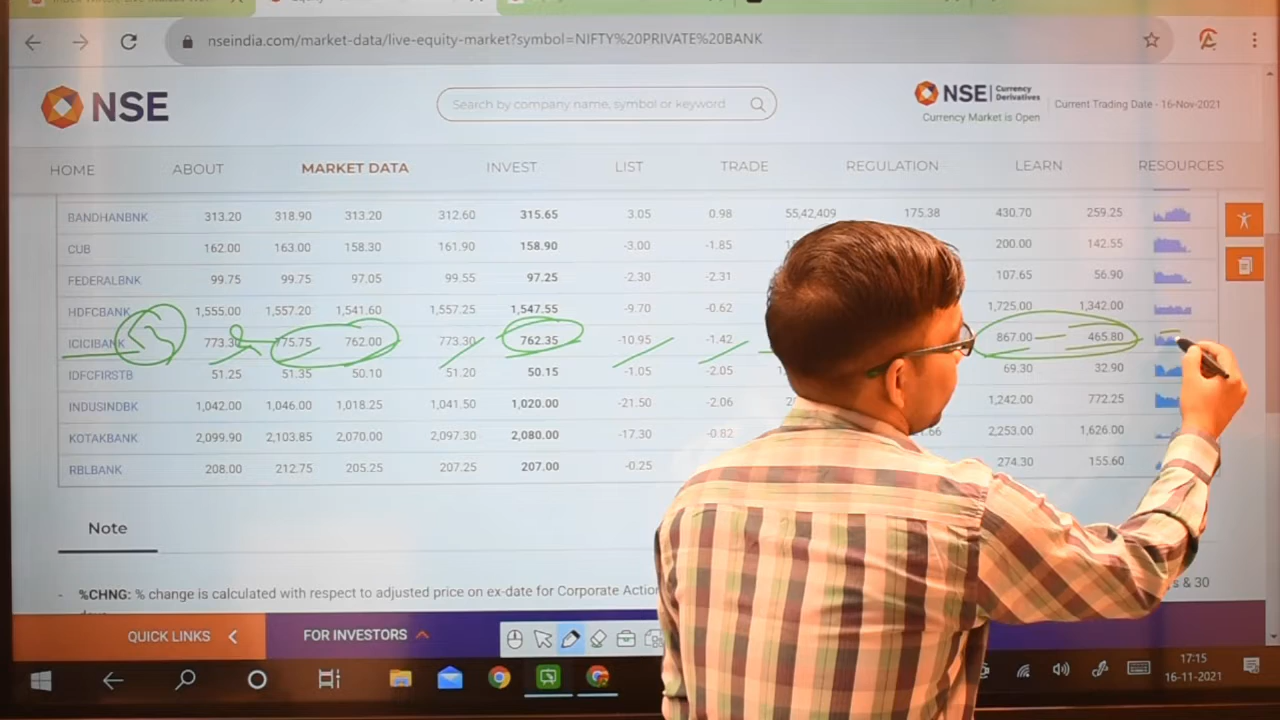 nseindia.com/market-data/live-equity-market?symbol=NIFTY%20PRIVATE%20BANK
NSE
Search by company name, symbol or keyword
NSE Currency Derivatives
Currency Market is Open
Current Trading Date - 16-Nov-2021
HOME ABOUT MARKET DATA INVEST LIST TRADE REGULATION LEARN RESOURCES
BANDHANBNK 313.20 318.90 313.20 312.60 315.65 3.05 0.98 55,42,409 175.38 430.70 259.25
CUB 162.00 163.00 158.30 161.90 158.90 -3.00 -1.85 200.00 142.55
FEDERALBNK 99.75 99.75 97.05 99.55 97.25 -2.30 -2.31 107.65 56.90
HDFCBANK 1,555.00 1,557.20 1,541.60 1,557.25 1,547.55 -9.70 -0.62 1,725.00 1,342.00
ICICIBANK 762.00 773.30 762.35 -10.95 -1.42 867.00 465.80
IDFCFIRSTB 51.25 51.35 50.10 51.20 50.15 -1.05 -2.05 69.30 32.90
INDUSINDBK 1,042.00 1,046.00 1,018.25 1,041.50 1,020.00 -21.50 -2.06 1,242.00 772.25
KOTAKBANK 2,099.90 2,103.85 2,070.00 2,097.30 2,080.00 -17.30 -0.82 2,253.00 1,626.00
RBLBANK 208.00 212.75 205.25 207.25 207.00 -0.25 274.30 155.60
Note
- %CHNG: % change is calculated with respect to adjusted price on ex-date for Corporate Action & 30
QUICK LINKS FOR INVESTORS
17:15
16-11-2021